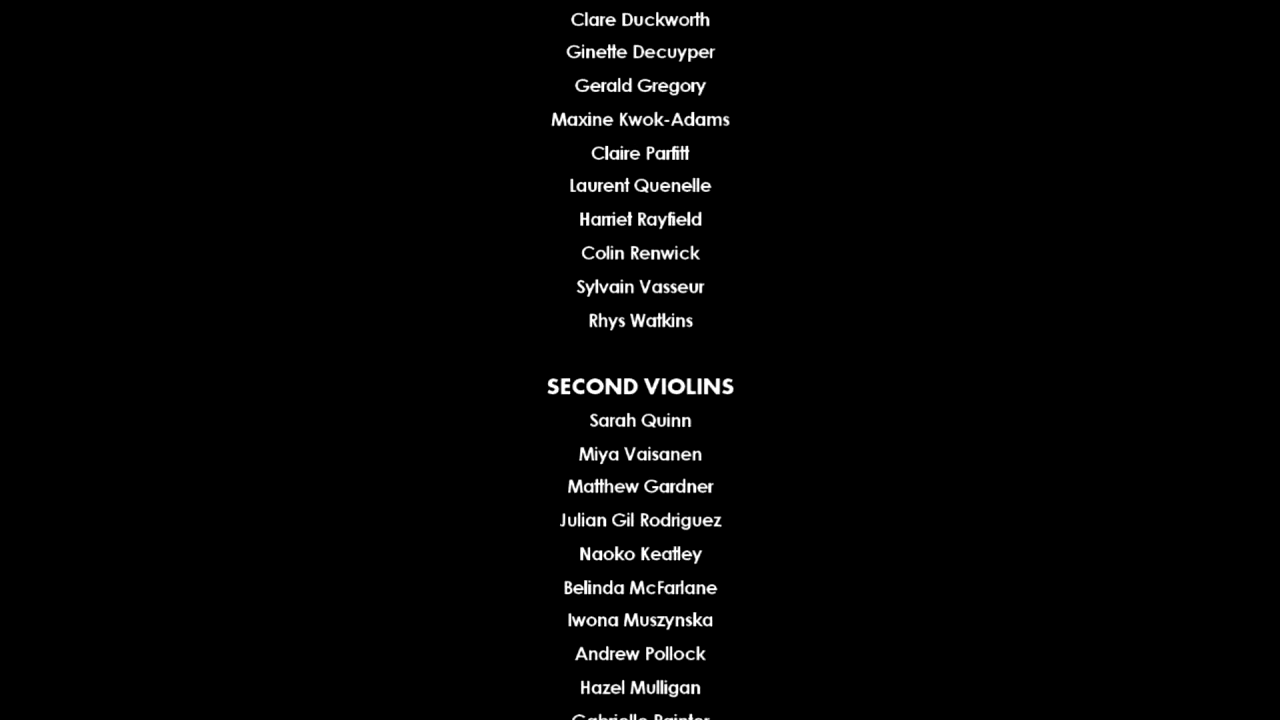 Clare Duckworth
Ginette Decuyper
Gerald Gregory
Maxine Kwok-Adams
Claire Parfitt
Laurent Quenelle
Harriet Rayfield
Colin Renwick
Sylvain Vasseur
Rhys Watkins
SECOND VIOLINS
Sarah Quinn
Miya Vaisanen
Matthew Gardner
Julian Gil Rodriguez
Naoko Keatley
Belinda McFarlane
Iwona Muszynska
Andrew Pollock
Hazel Mulligan
Gabrielle Painter